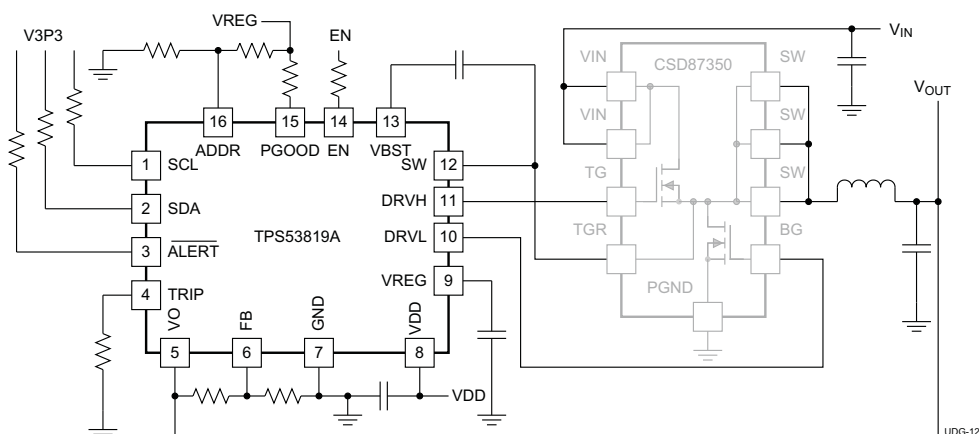 V3P3
VREG
EN
VIN
VIN
CSD87350
SW
VOUT
16
15
14
13
ADDR
PGOOD
EN
VBST
VIN
SW
1
SCL
SW
12
TG
SW
2
SDA
DRVH
11
TGR
BG
TPS53819A
3
ALERT
DRVL
10
4
TRIP
VREG
9
PGND
VO
FB
GND
VDD
5
6
7
8
VDD
UDG-12